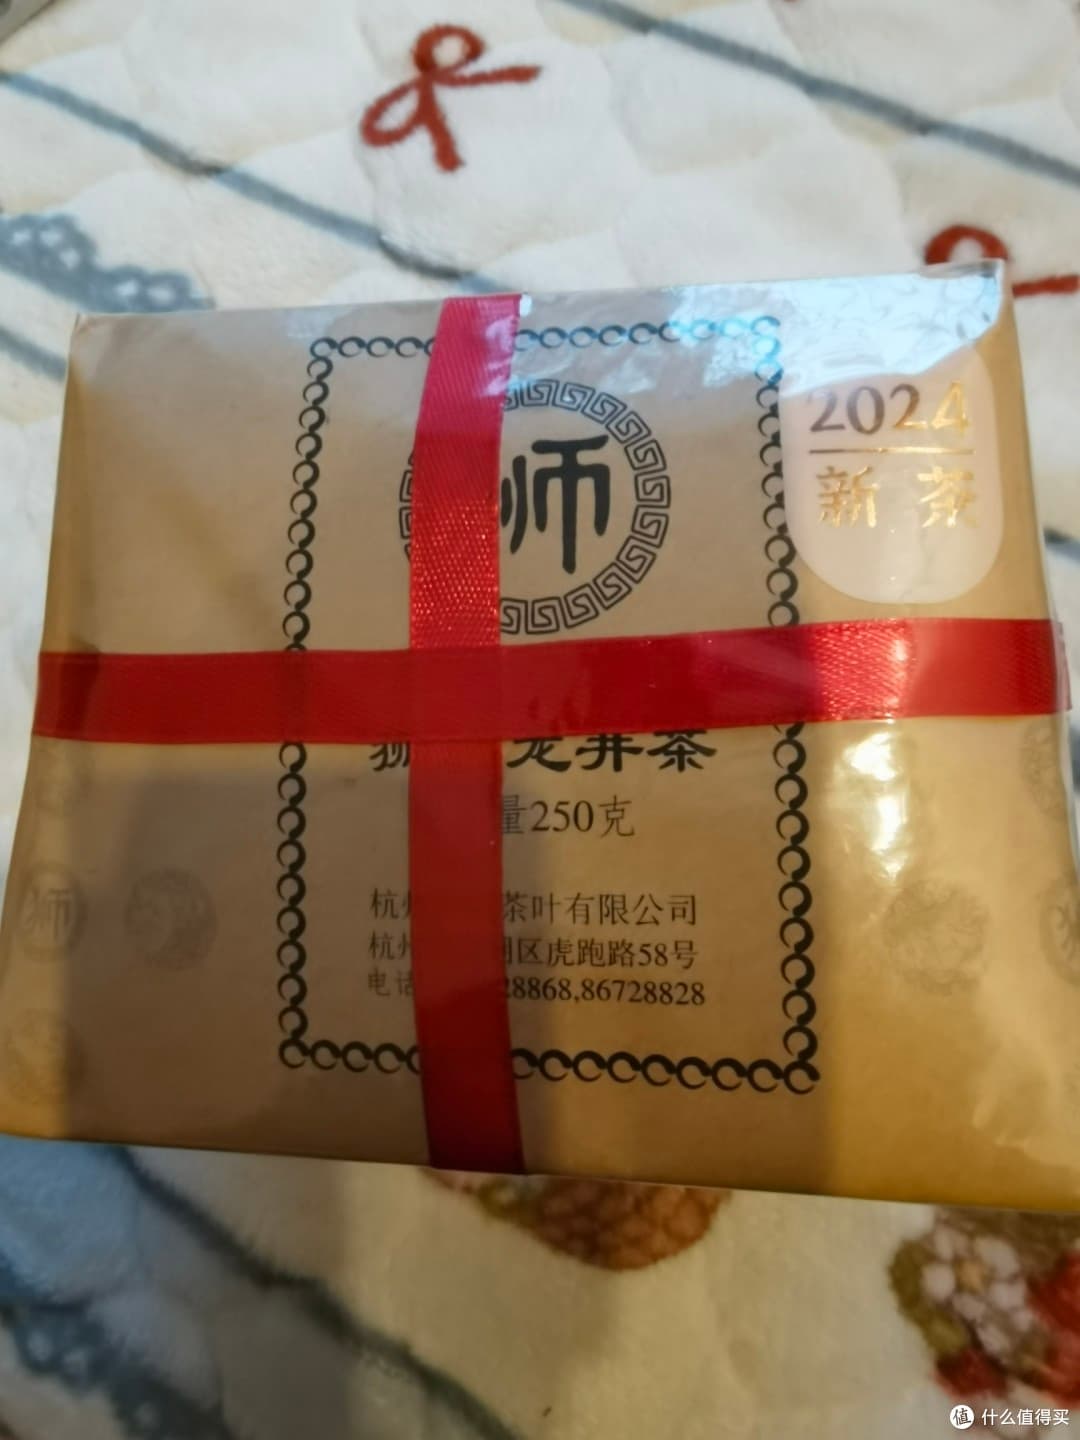 师
2024
新茶
龙井茶
量250克
杭州 茶叶有限公司
杭州 区虎跑路58号
电话 28868,86728828
什么值得买